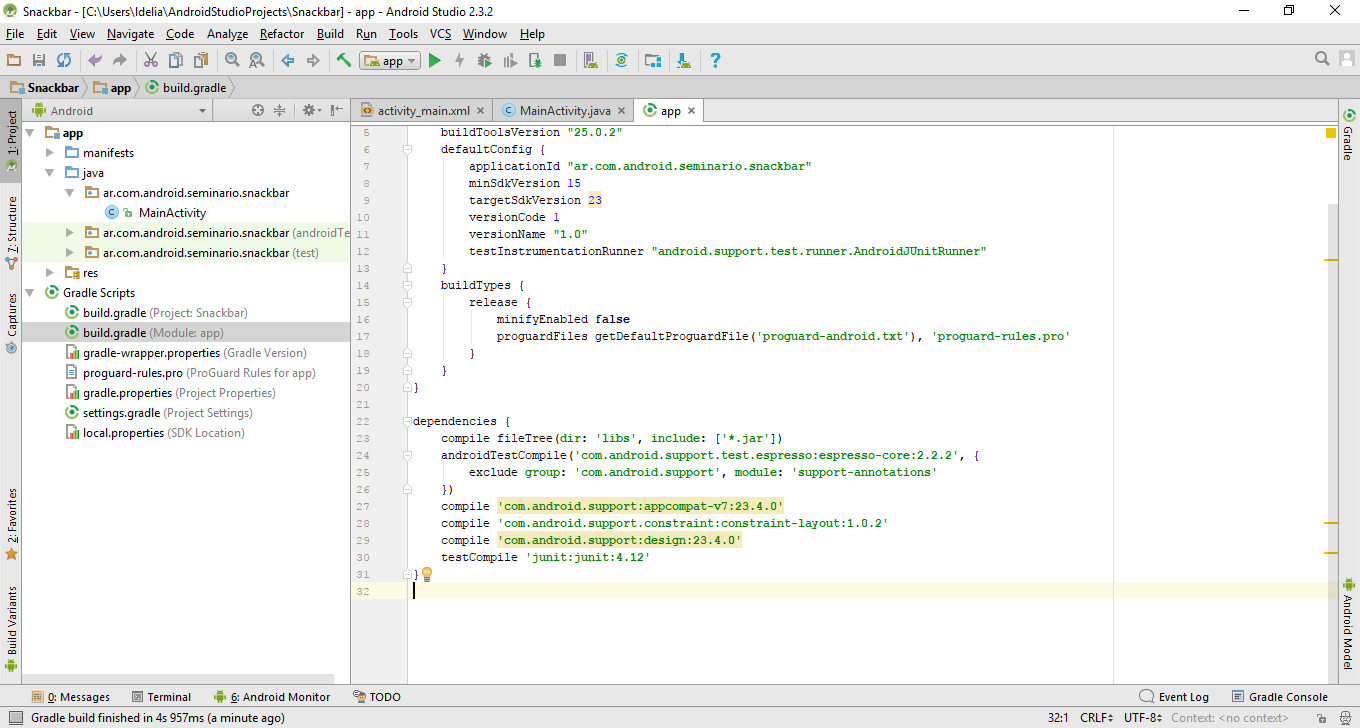 Snackbar - [C:\Users\Idelia\AndroidStudioProjects\Snackbar] - app - Android Studio 2.3.2
File Edit View Navigate Code Analyze Refactor Build Run Tools VCS Window Help
app
Snackbar app build.gradle
Android
activity_main.xml MainActivity.java app
1: Project
7: Structure
Captures
2: Favorites
Build Variants
app
manifests
java
ar.com.android.seminario.snackbar
MainActivity
ar.com.android.seminario.snackbar (androidTe
ar.com.android.seminario.snackbar (test)
res
Gradle Scripts
build.gradle (Project: Snackbar)
build.gradle (Module: app)
gradle-wrapper.properties (Gradle Version)
proguard-rules.pro (ProGuard Rules for app)
gradle.properties (Project Properties)
settings.gradle (Project Settings)
local.properties (SDK Location)
5 buildToolsVersion "25.0.2"
6 defaultConfig {
7 applicationId "ar.com.android.seminario.snackbar"
8 minSdkVersion 15
9 targetSdkVersion 23
10 versionCode 1
11 versionName "1.0"
12 testInstrumentationRunner "android.support.test.runner.AndroidJUnitRunner"
13 }
14 buildTypes {
15 release {
16 minifyEnabled false
17 proguardFiles getDefaultProguardFile('proguard-android.txt'), 'proguard-rules.pro'
18 }
19 }
20 }
21
22 dependencies {
23 compile fileTree(dir: 'libs', include: ['*.jar'])
24 androidTestCompile('com.android.support.test.espresso:espresso-core:2.2.2', {
25 exclude group: 'com.android.support', module: 'support-annotations'
26 })
27 compile 'com.android.support:appcompat-v7:23.4.0'
28 compile 'com.android.support.constraint:constraint-layout:1.0.2'
29 compile 'com.android.support:design:23.4.0'
30 testCompile 'junit:junit:4.12'
31 }
32
Gradle
Android Model
0: Messages Terminal 6: Android Monitor TODO Event Log Gradle Console
Gradle build finished in 4s 957ms (a minute ago) 32:1 CRLF UTF-8 Context: <no context>